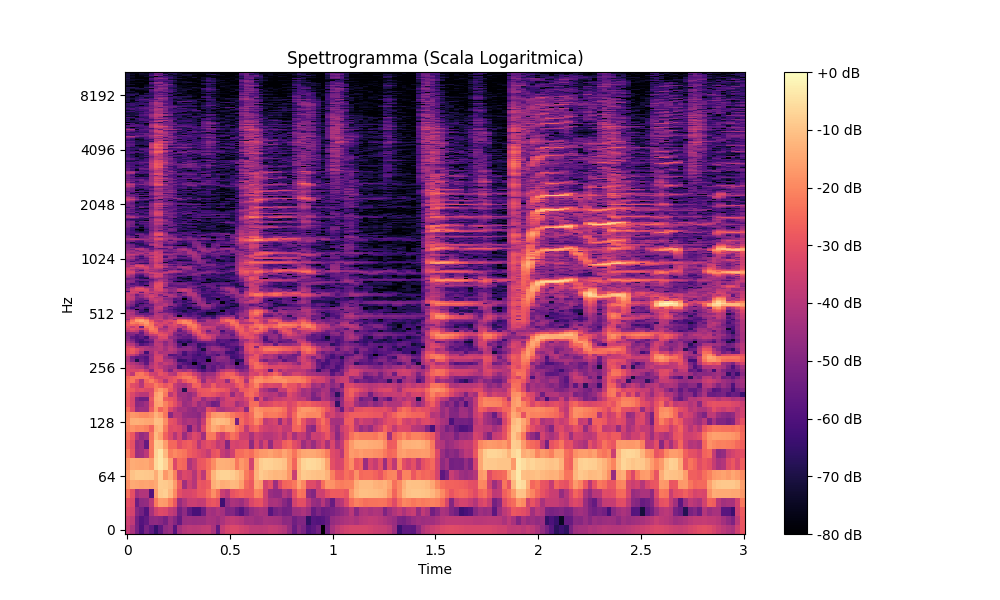 Spettrogramma (Scala Logaritmica)
Hz
8192
4096
2048
1024
512
256
128
64
0
0 0.5 1 1.5 2 2.5 3
Time
+0 dB
-10 dB
-20 dB
-30 dB
-40 dB
-50 dB
-60 dB
-70 dB
-80 dB